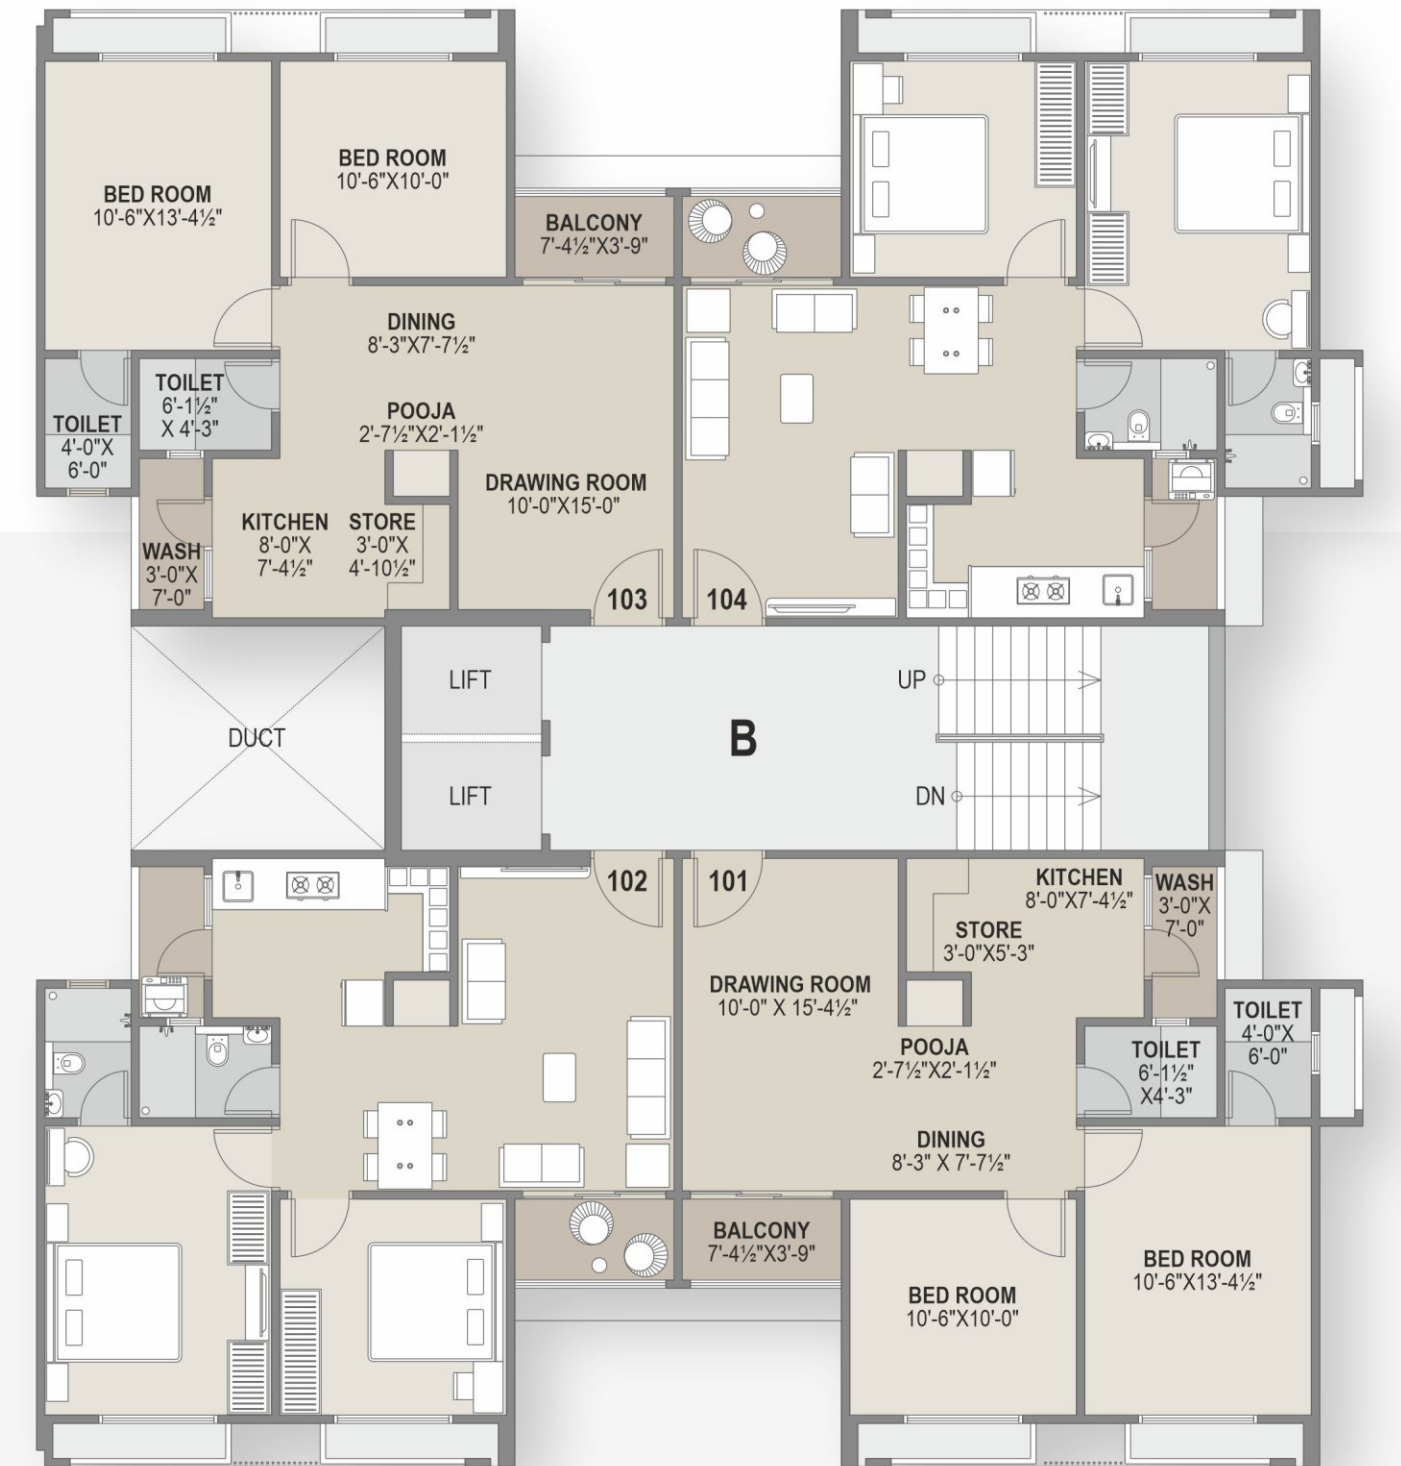 BED ROOM
10'-6"X13'-4½"
BED ROOM
10'-6"X10'-0"
BALCONY
7'-4½"X3'-9"
DINING
8'-3"X7'-7½"
TOILET
6'-1½"
X 4'-3"
TOILET
4'-0"X
6'-0"
POOJA
2'-7½"X2'-1½"
DRAWING ROOM
10'-0"X15'-0"
KITCHEN
8'-0"X
7'-4½"
STORE
3'-0"X
4'-10½"
WASH
3'-0"X
7'-0"
103
104
LIFT
UP
DUCT
B
LIFT
DN
102
101
KITCHEN
8'-0"X7'-4½"
WASH
3'-0"X
7'-0"
STORE
3'-0"X5'-3"
DRAWING ROOM
10'-0" X 15'-4½"
TOILET
4'-0"X
6'-0"
POOJA
2'-7½"X2'-1½"
TOILET
6'-1½"
X4'-3"
DINING
8'-3" X 7'-7½"
BALCONY
7'-4½"X3'-9"
BED ROOM
10'-6"X10'-0"
BED ROOM
10'-6"X13'-4½"